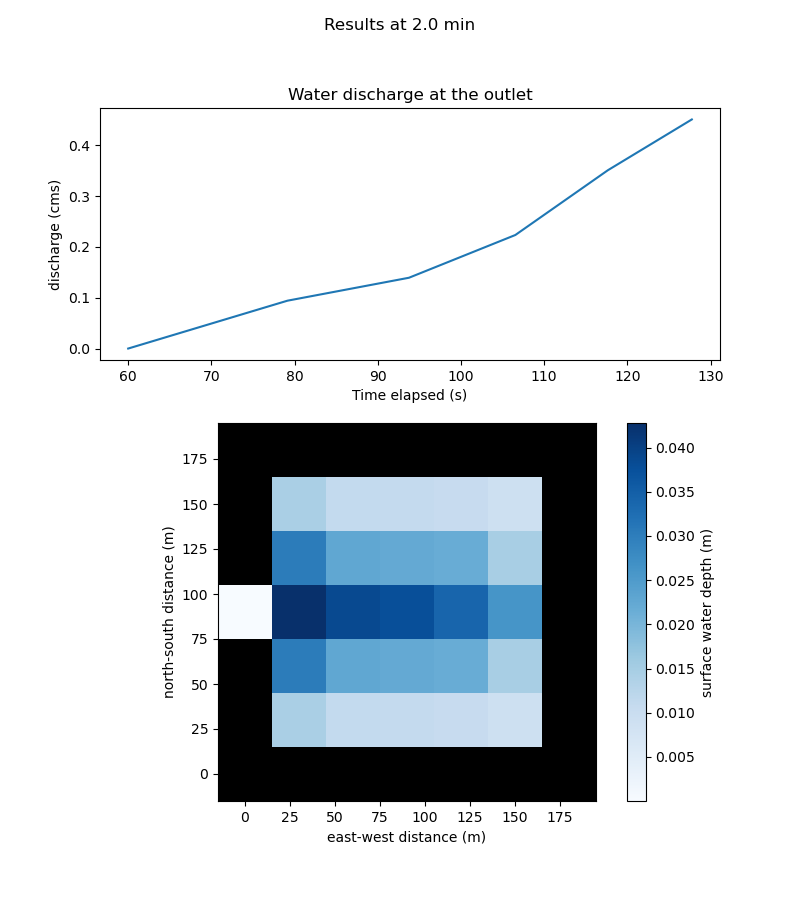 Results at 2.0 min
Water discharge at the outlet
0.4
0.3
0.2
0.1
0.0
discharge (cms)
60 70 80 90 100 110 120 130
Time elapsed (s)
175
150
125
100
75
50
25
0
north-south distance (m)
0 25 50 75 100 125 150 175
east-west distance (m)
0.040
0.035
0.030
0.025
0.020
0.015
0.010
0.005
surface water depth (m)